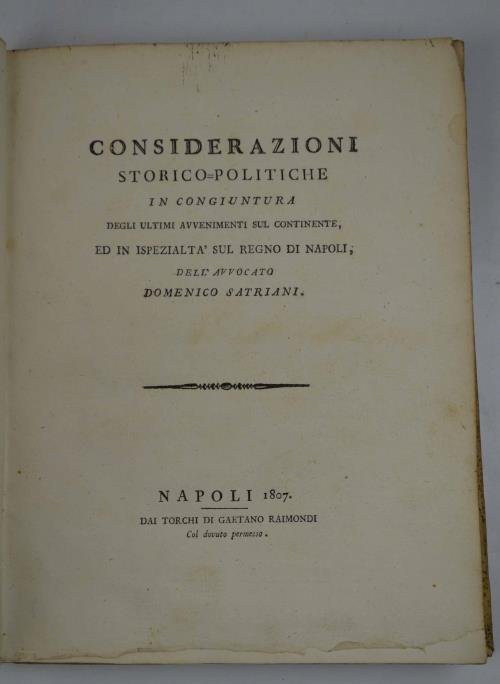 CONSIDERAZIONI
STORICO=POLITICHE
IN CONGIUNTURA
DEGLI ULTIMI AVVENIMENTI SUL CONTINENTE,
ED IN ISPEZIALTA' SUL REGNO DI NAPOLI,
DELL'AVVOCATO
DOMENICO SATRIANI.
NAPOLI 1807.
DAI TORCHI DI GAETANO RAIMONDI
Col dovuto permesso.